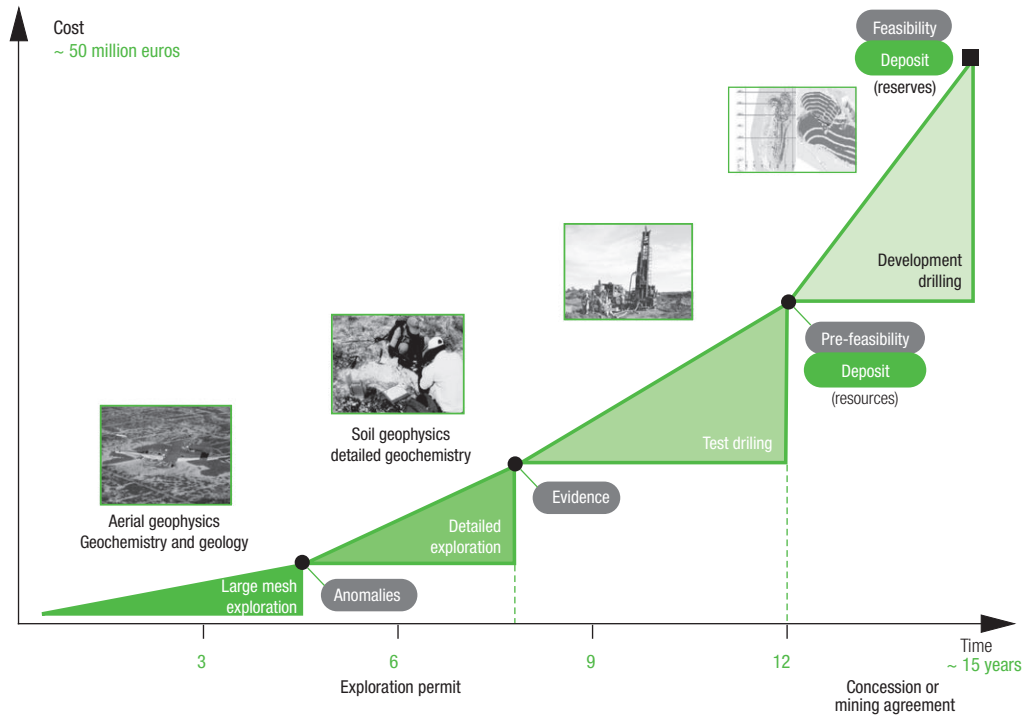 Cost
~ 50 million euros
Feasibility
Deposit
(reserves)
Development
drilling
Pre-feasibility
Deposit
(resources)
Test driling
Soil geophysics
detailed geochemistry
Evidence
Detailed
exploration
Aerial geophysics
Geochemistry and geology
Large mesh
exploration
Anomalies
3
6
9
12
Time
~ 15 years
Exploration permit
Concession or
mining agreement